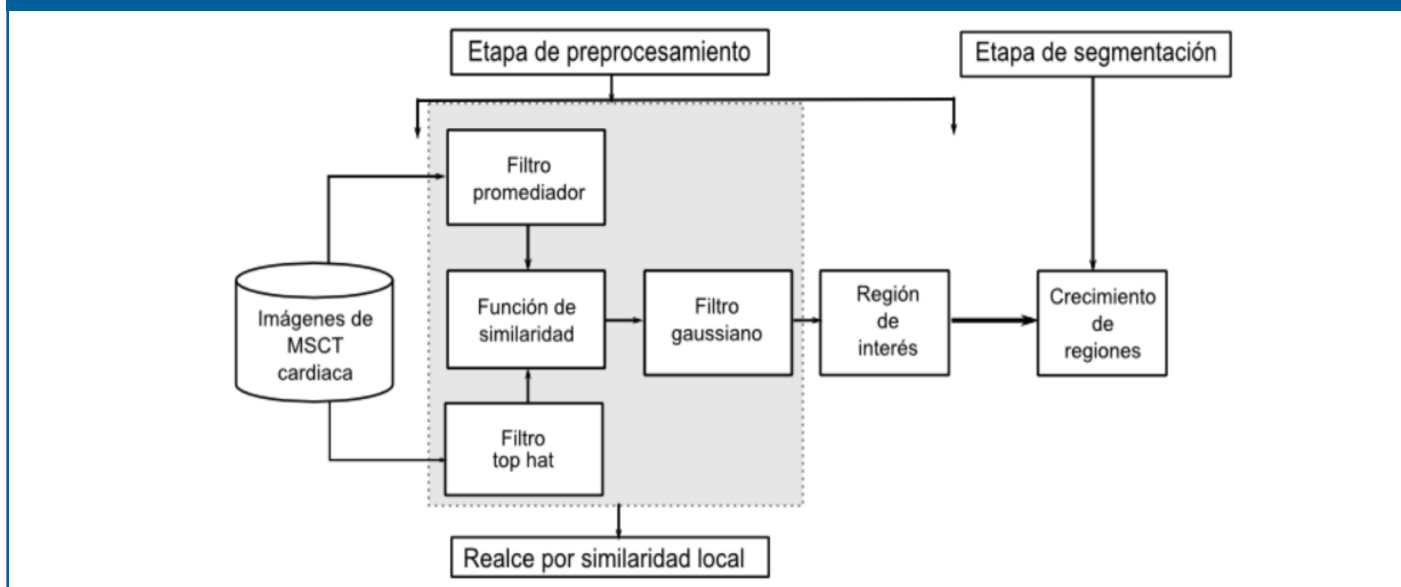 Etapa de preprocesamiento
Etapa de segmentación
Filtro
promediador
Imágenes de
MSCT
cardiaca
Función de
similaridad
Filtro
gaussiano
Región
de
interés
Crecimiento
de
regiones
Filtro
top hat
Realce por similaridad local